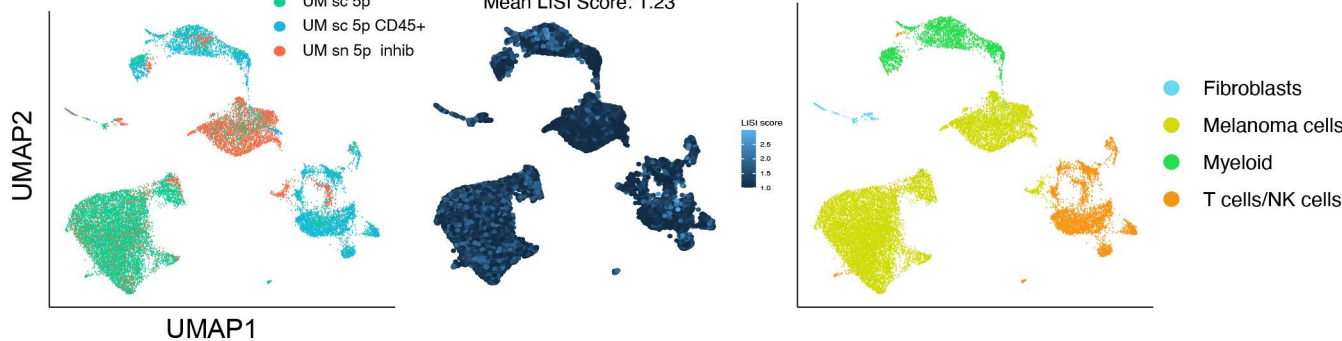 UM sc 5p
UM sc 5p CD45+
UM sn 5p inhib
Mean LISI Score: 1.23
UMAP2
UMAP1
LISI score
2.5
2.0
1.5
1.0
Fibroblasts
Melanoma cells
Myeloid
T cells/NK cells